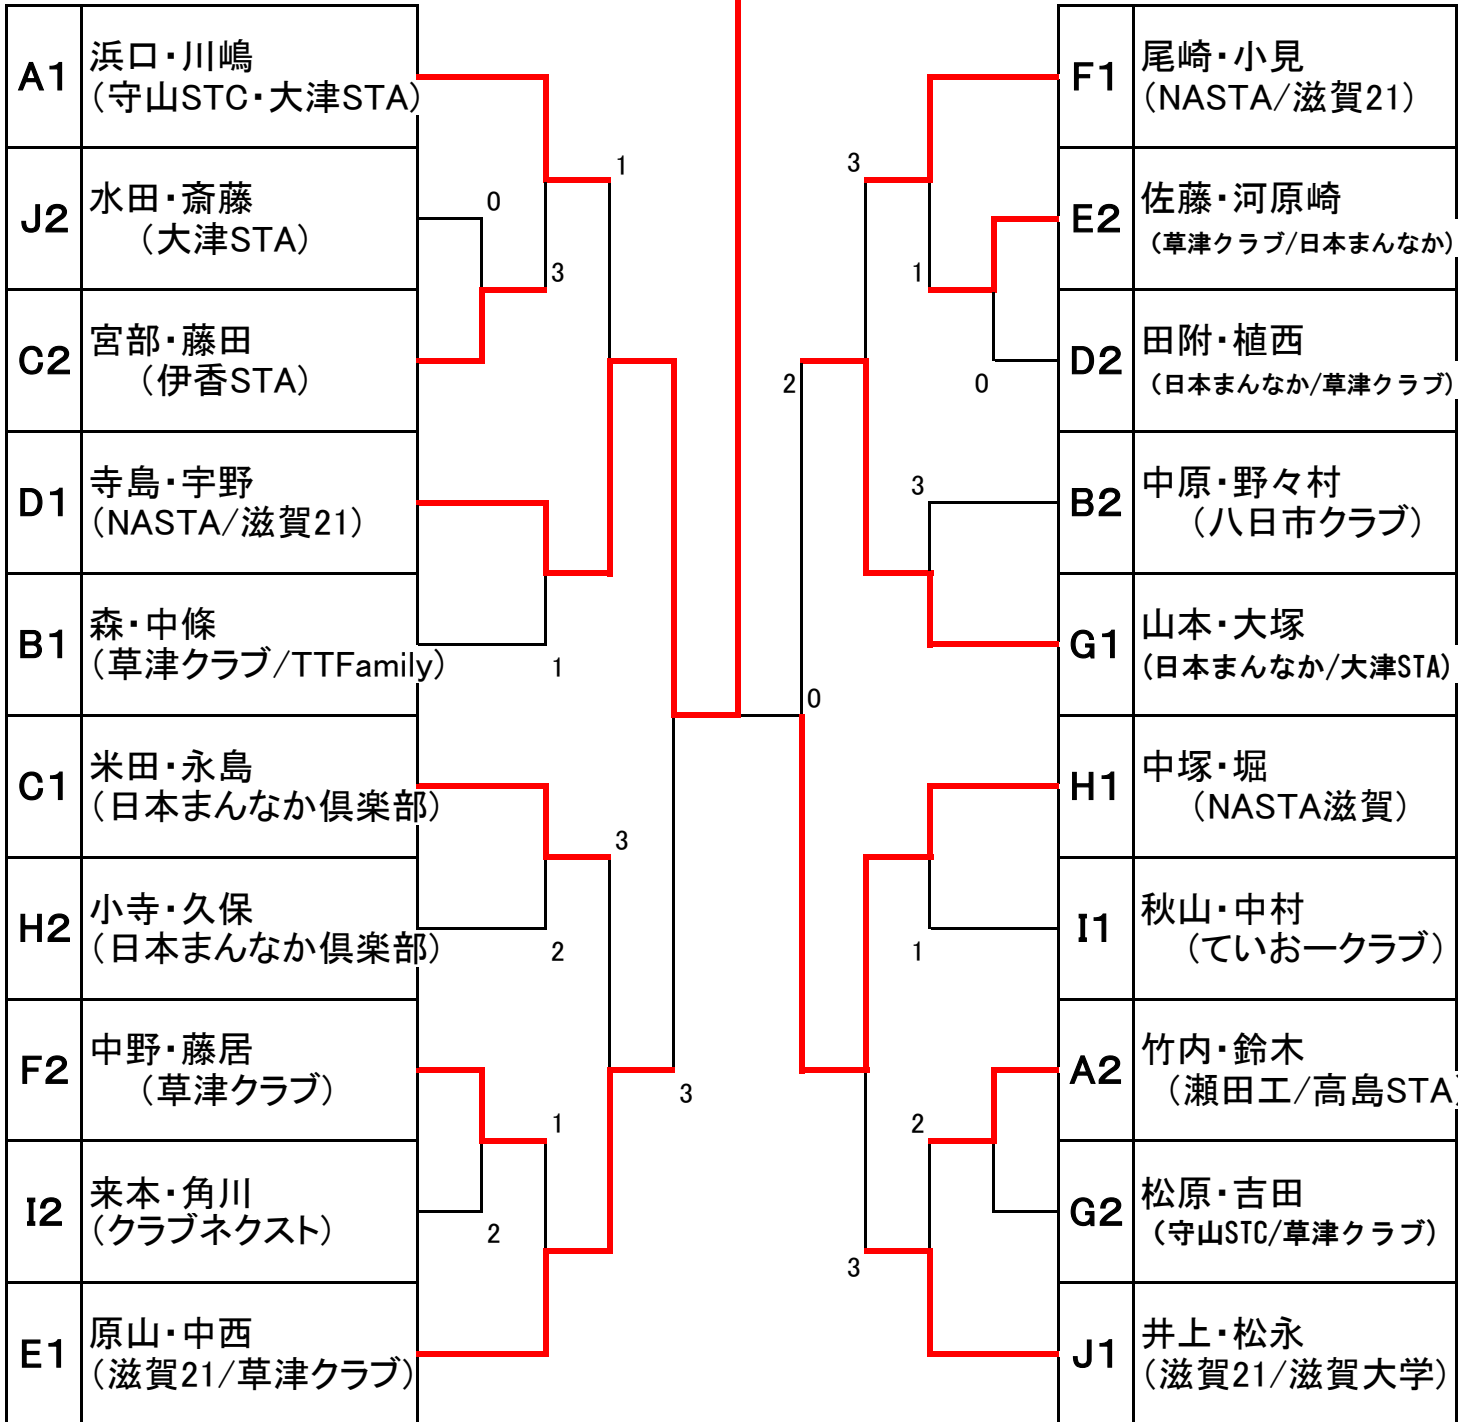 A1
浜口・川嶋
(守山STC・大津STA)
J2
水田・斎藤
(大津STA)
C2
宮部・藤田
(伊香STA)
D1
寺島・宇野
(NASTA/滋賀21)
B1
森・中條
(草津クラブ/TTFamily)
C1
米田・永島
(日本まんなか倶楽部)
H2
小寺・久保
(日本まんなか倶楽部)
F2
中野・藤居
(草津クラブ)
I2
来本・角川
(クラブネクスト)
E1
原山・中西
(滋賀21/草津クラブ)
1
0
3
1
3
2
3
1
2
3
2
3
1
0
3
0
1
2
3
F1
尾崎・小見
(NASTA/滋賀21)
E2
佐藤・河原崎
(草津クラブ/日本まんなか)
D2
田附・植西
(日本まんなか/草津クラブ)
B2
中原・野々村
(八日市クラブ)
G1
山本・大塚
(日本まんなか/大津STA)
H1
中塚・堀
(NASTA滋賀)
I1
秋山・中村
(ていおークラブ)
A2
竹内・鈴木
(瀬田工/高島STA)
G2
松原・吉田
(守山STC/草津クラブ)
J1
井上・松永
(滋賀21/滋賀大学)